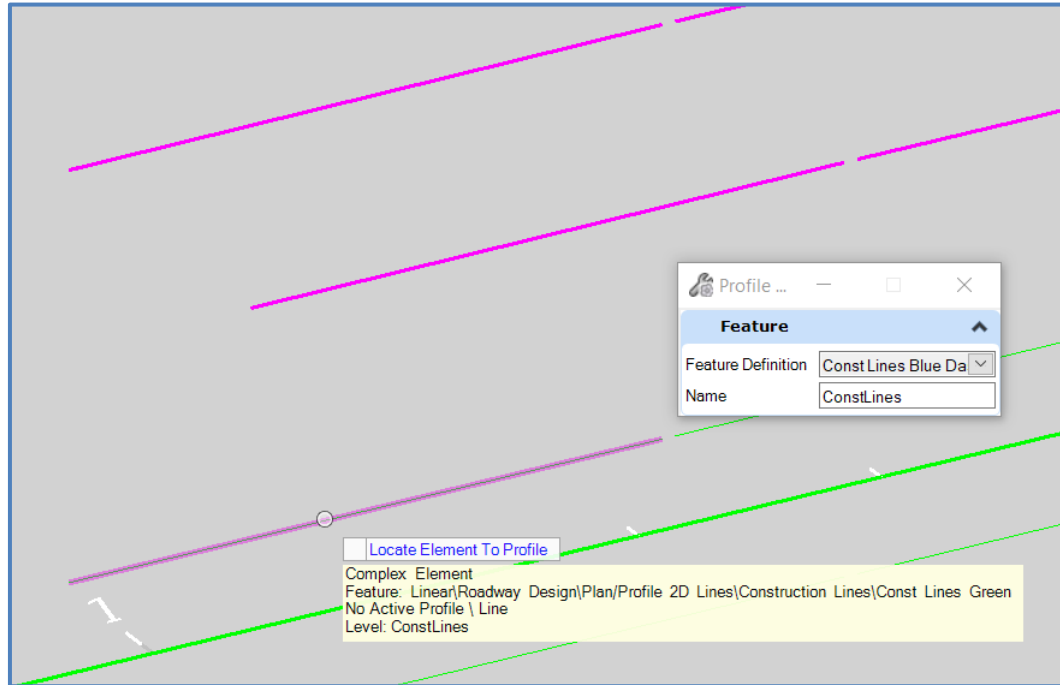 Profile ...
Feature
Feature Definition Const Lines Blue Da
Name ConstLines
Locate Element To Profile
Complex Element
Feature: Linear\Roadway Design\Plan/Profile 2D Lines\Construction Lines\Const Lines Green
No Active Profile \ Line
Level: ConstLines